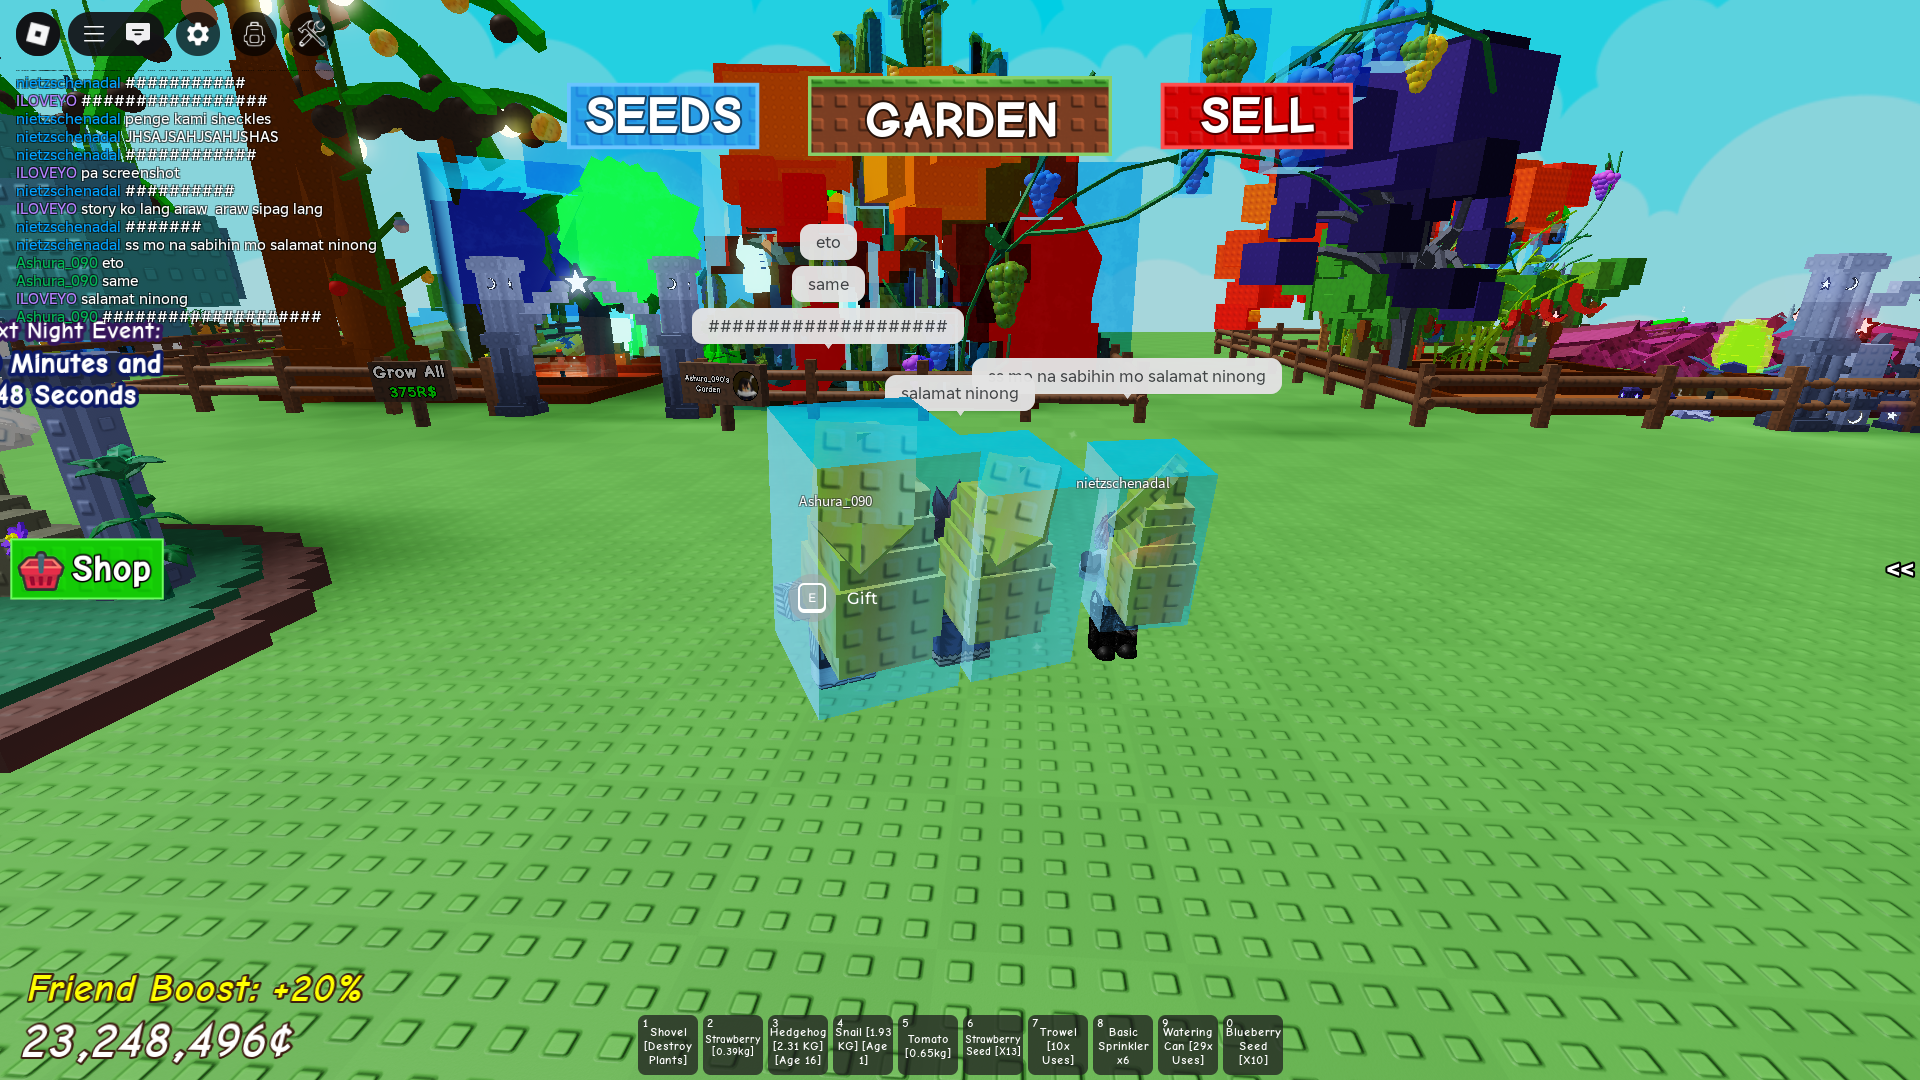 nietzschenadal ###########
ILOVEYO #################
nietzschenadal penge kami sheckles
nietzschenadal JHSAJSAHJSAHJSHAS
nietzschenadal ############
ILOVEYO pa screenshot
nietzschenadal ##########
ILOVEYO story ko lang araw araw sipag lang
nietzschenadal #######
nietzschenadal ss mo na sabihin mo salamat ninong
Ashura_090 eto
Ashura_090 same
ILOVEYO salamat ninong
Ashura_090 ####################
xt Night Event:
Minutes and
48 Seconds
SEEDS
GARDEN
SELL
eto
same
####################
mo na sabihin mo salamat ninong
salamat ninong
Grow All
375R$
Ashura_090's
Garden
Ashura_090
nietzschenadal
E Gift
Shop
<<
Friend Boost: +20%
23,248,496¢
1 Shovel [Destroy Plants]
2 Strawberry [0.39kg]
3 Hedgehog [2.31 KG] [Age 16]
4 Snail [1.93 KG] [Age 1]
5 Tomato [0.65kg]
6 Strawberry Seed [X13]
7 Trowel [10x Uses]
8 Basic Sprinkler x6
9 Watering Can [29x Uses]
0 Blueberry Seed [X10]